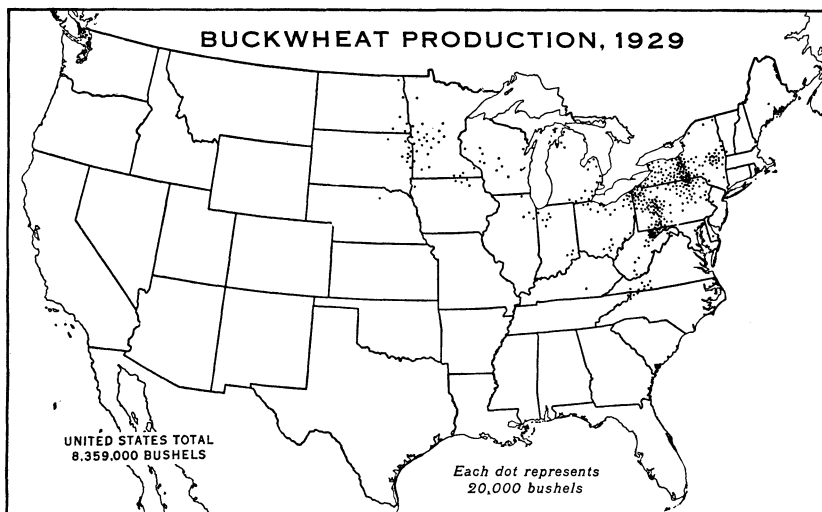 BUCKWHEAT PRODUCTION, 1929
UNITED STATES TOTAL
8,359,000 BUSHELS
Each dot represents
20,000 bushels